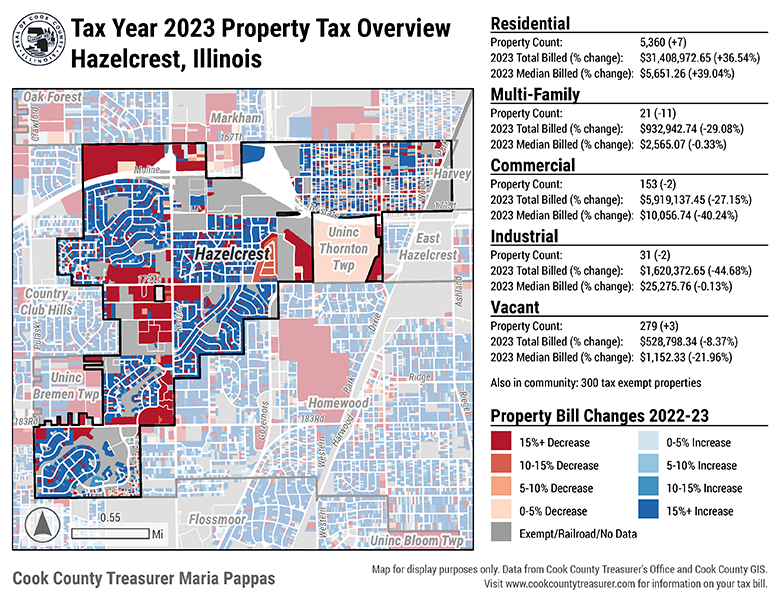 Tax Year 2023 Property Tax Overview
Hazelcrest, Illinois
Residential
Property Count: 5,360 (+7)
2023 Total Billed (% change): $31,408,972.65 (+36.54%)
2023 Median Billed (% change): $5,651.26 (+39.04%)
Multi-Family
Property Count: 21 (-11)
2023 Total Billed (% change): $932,942.74 (-29.08%)
2023 Median Billed (% change): $2,565.07 (-0.33%)
Commercial
Property Count: 153 (-2)
2023 Total Billed (% change): $5,919,137.45 (-27.15%)
2023 Median Billed (% change): $10,056.74 (-40.24%)
Industrial
Property Count: 31 (-2)
2023 Total Billed (% change): $1,620,372.65 (-44.68%)
2023 Median Billed (% change): $25,275.76 (-0.13%)
Vacant
Property Count: 279 (+3)
2023 Total Billed (% change): $528,798.34 (-8.37%)
2023 Median Billed (% change): $1,152.33 (-21.96%)
Also in community: 300 tax exempt properties
Property Bill Changes 2022-23
15%+ Decrease
10-15% Decrease
5-10% Decrease
0-5% Decrease
Exempt/Railroad/No Data
0-5% Increase
5-10% Increase
10-15% Increase
15%+ Increase
Oak Forest
Crawford
Markham
167Th
Moline
Harvey
171St
Uninc
Thornton
Twp
East
Hazelcrest
Hazelcrest
Ashland
Country
Club Hills
Pulaski
Dixie
Uninc
Bremen Twp
Park
Ridge
Riegel
Homewood
183Rd
183Rd
Governors
Western
Harwood
Flossmoor
Western
Uninc Bloom Twp
0.55
Mi
Cook County Treasurer Maria Pappas
Map for display purposes only. Data from Cook County Treasurer's Office and Cook County GIS.
Visit www.cookcountytreasurer.com for information on your tax bill.